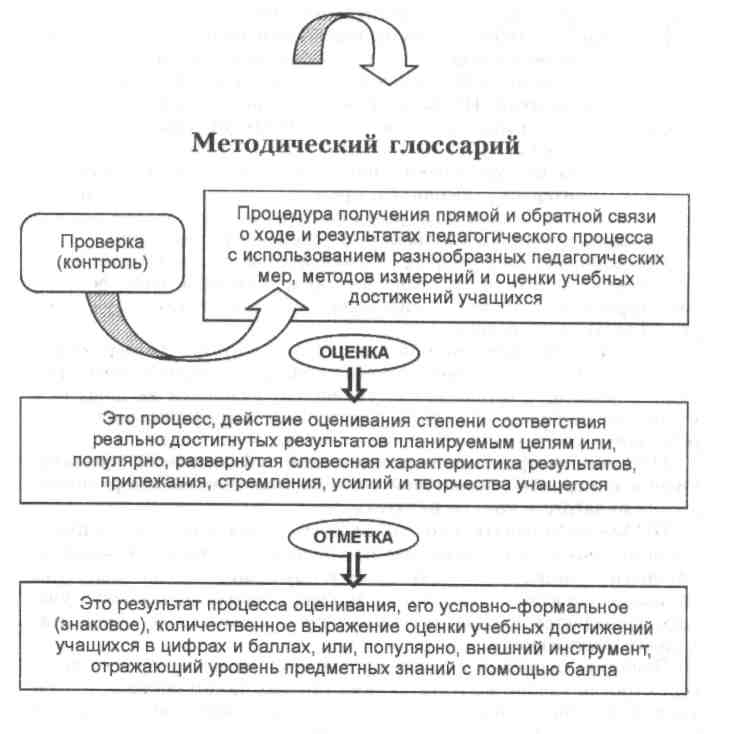 Методический глоссарий
Проверка
(контроль)
Процедура получения прямой и обратной связи
о ходе и результатах педагогического процесса
с использованием разнообразных педагогических
мер, методов измерений и оценки учебных
достижений учащихся
ОЦЕНКА
Это процесс, действие оценивания степени соответствия
реально достигнутых результатов планируемым целям или,
популярно, развернутая словесная характеристика результатов,
прилежания, стремления, усилий и творчества учащегося
ОТМЕТКА
Это результат процесса оценивания, его условно-формальное
(знаковое), количественное выражение оценки учебных достижений
учащихся в цифрах и баллах, или, популярно, внешний инструмент,
отражающий уровень предметных знаний с помощью балла